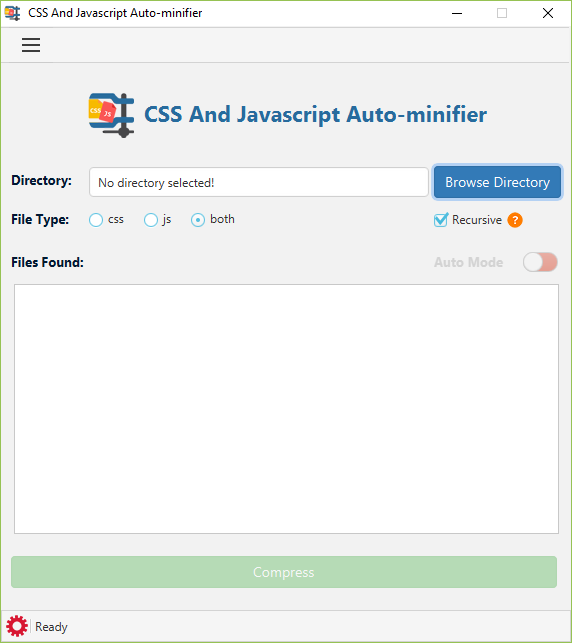 CSS And Javascript Auto-minifier
CSS JS CSS And Javascript Auto-minifier
Directory: No directory selected! Browse Directory
File Type: css js both Recursive ?
Files Found: Auto Mode
Compress
Ready